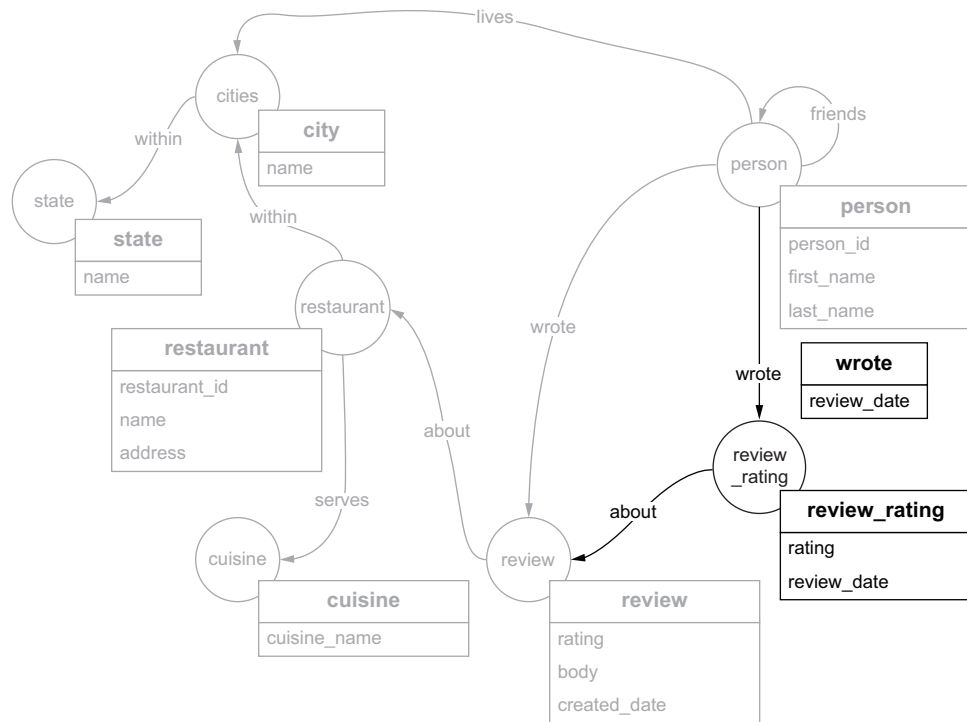 lives
cities
friends
city
within
name
person
state
within
person
state
person_id
name
first_name
restaurant
last_name
wrote
restaurant
wrote
restaurant_id
wrote
review_date
name
about
address
review
_rating
serves
about
review_rating
rating
cuisine
review
review_date
cuisine
review
cuisine_name
rating
body
created_date